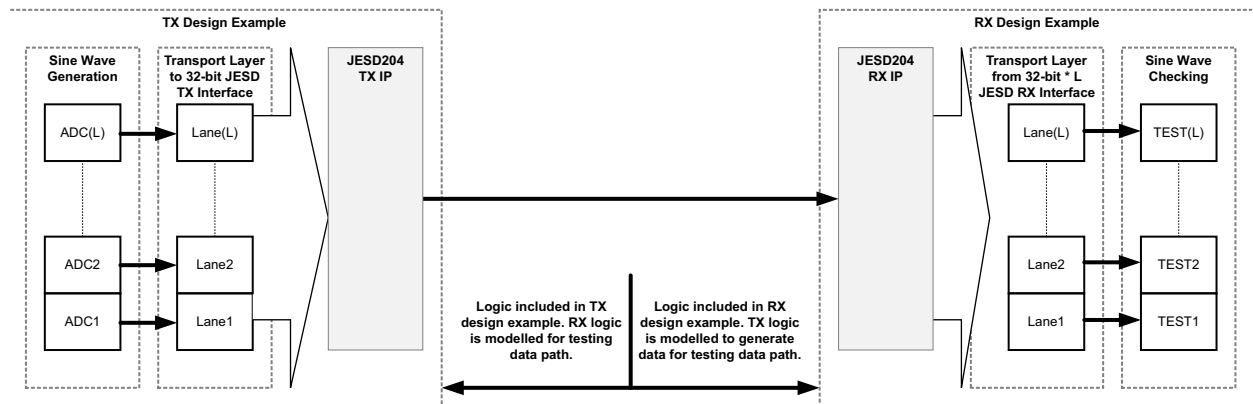 TX Design Example
RX Design Example
Sine Wave
Generation
Transport Layer
to 32-bit JESD
TX Interface
JESD204
TX IP
JESD204
RX IP
Transport Layer
from 32-bit * L
JESD RX Interface
Sine Wave
Checking
ADC(L)
Lane(L)
Lane(L)
TEST(L)
ADC2
Lane2
Lane2
TEST2
ADC1
Lane1
Lane1
TEST1
Logic included in TX
design example. RX logic
is modelled for testing
data path.
Logic included in RX
design example. TX logic
is modelled to generate
data for testing data path.